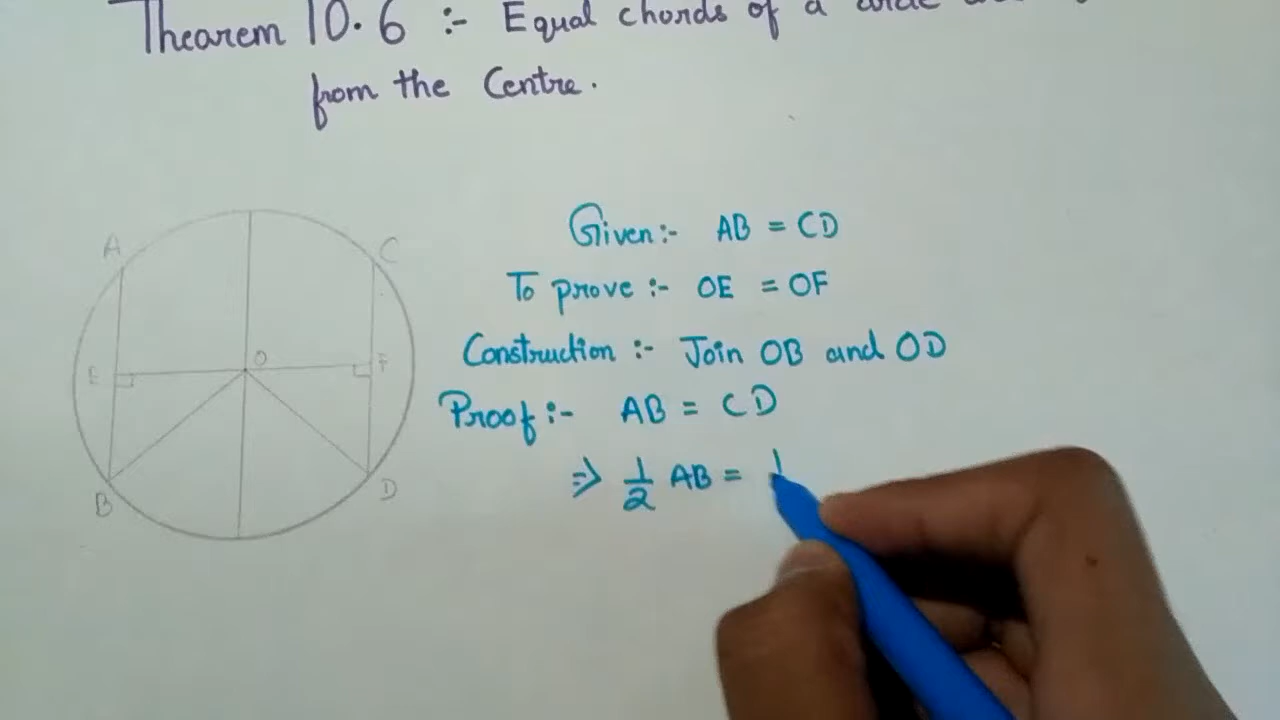 Thearem 10.6 :- Equal chords of a
from the Centre.
Given:- AB = CD
To prove :- OE = OF
Construction :- Join OB and OD
Proof :- AB = CD
⇒ 1/2 AB = 1
A
C
E
O
F
B
D